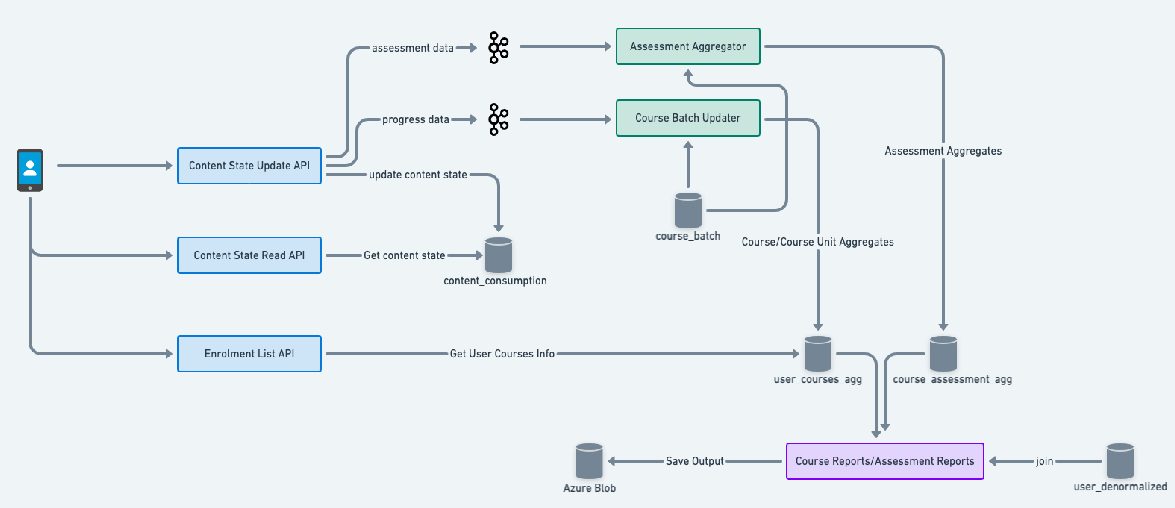 assessment data
Assessment Aggregator
progress data
Course Batch Updater
Content State Update API
Assessment Aggregates
update content state
course_batch
Course/Course Unit Aggregates
Content State Read API
Get content state
content_consumption
Enrolment List API
Get User Courses Info
user_courses_agg
course_assessment_agg
Save Output
Course Reports/Assessment Reports
join
Azure Blob
user_denormalized